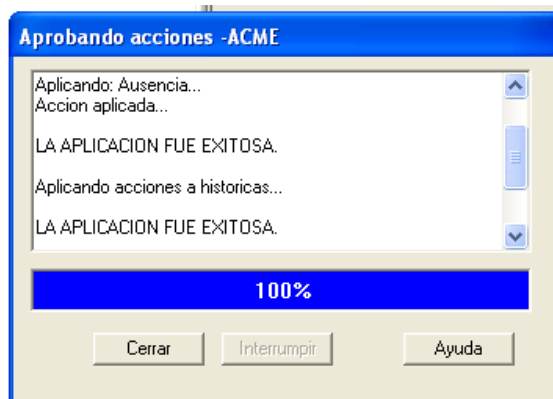 Aprobando acciones -ACME
Aplicando: Ausencia...
Accion aplicada...
LA APLICACION FUE EXITOSA.
Aplicando acciones a historicas...
LA APLICACION FUE EXITOSA.
100%
Cerrar
Interrumpir
Ayuda